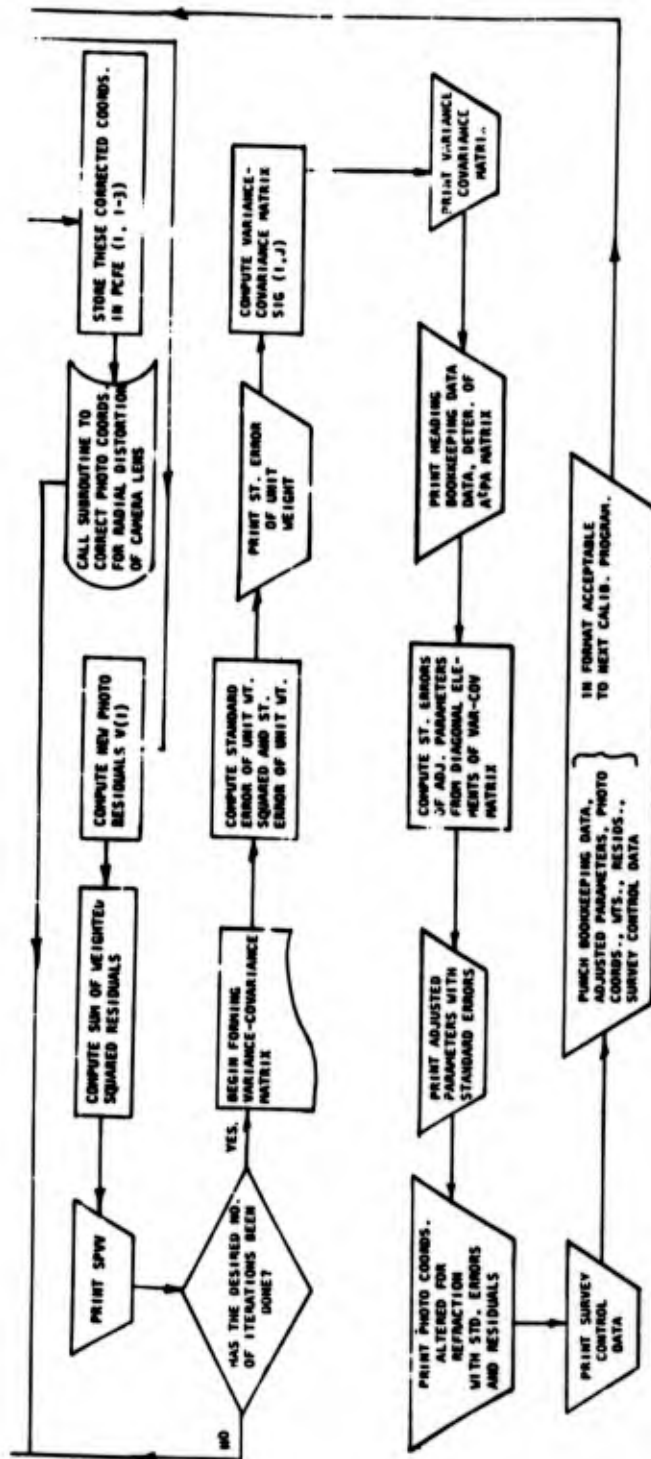 STORE THESE CORRECTED COORDS.
IN PCFE (I, I-3)
CALL SUBROUTINE TO
CORRECT PHOTO COORDS.
FOR RADIAL DISTORTION
OF CAMERA LENS
COMPUTE NEW PHOTO
RESIDUALS V(I)
COMPUTE SUM OF WEIGHTED
SQUARED RESIDUALS
PRINT SPVV
HAS THE DESIRED NO.
OF ITERATIONS BEEN
DONE?
NO
YES.
BEGIN FORMING
VARIANCE-COVARIANCE
MATRIX
COMPUTE STANDARD
ERROR OF UNIT WT.
SQUARED AND ST.
ERROR OF UNIT WT.
PRINT ST. ERROR
OF UNIT
WEIGHT
COMPUTE VARIANCE-
COVARIANCE MATRIX
SIG (I,J)
PRINT VARIANCE
COVARIANCE
MATRI.
PRINT HEADING
BOOKKEEPING DATA
DATA, DETER. OF
AᵗPA MATRIX
COMPUTE ST. ERRORS
OF ADJ. PARAMETERS
FROM DIAGONAL ELE-
MENTS OF VAR-COV
MATRIX
PRINT ADJUSTED
PARAMETERS WITH
STANDARD ERRORS
PRINT PHOTO COORDS.
ALTERED FOR
REFRACTION
WITH STD. ERRORS
AND RESIDUALS
PRINT SURVEY
CONTROL
DATA
PUNCH BOOKKEEPING DATA,
ADJUSTED PARAMETERS, PHOTO
COORDS., WTS., RESIDS.,
SURVEY CONTROL DATA
IN FORMAT ACCEPTABLE
TO NEXT CALIB. PROGRAM.